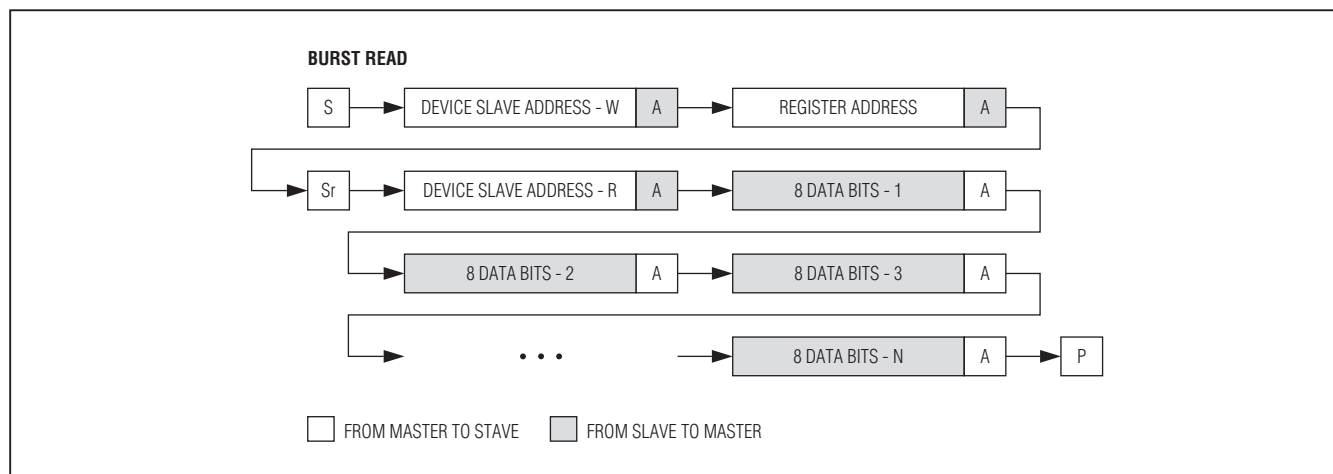 BURST READ
S DEVICE SLAVE ADDRESS - W A REGISTER ADDRESS A
Sr DEVICE SLAVE ADDRESS - R A 8 DATA BITS - 1 A
8 DATA BITS - 2 A 8 DATA BITS - 3 A
• • • 8 DATA BITS - N A P
FROM MASTER TO STAVE FROM SLAVE TO MASTER